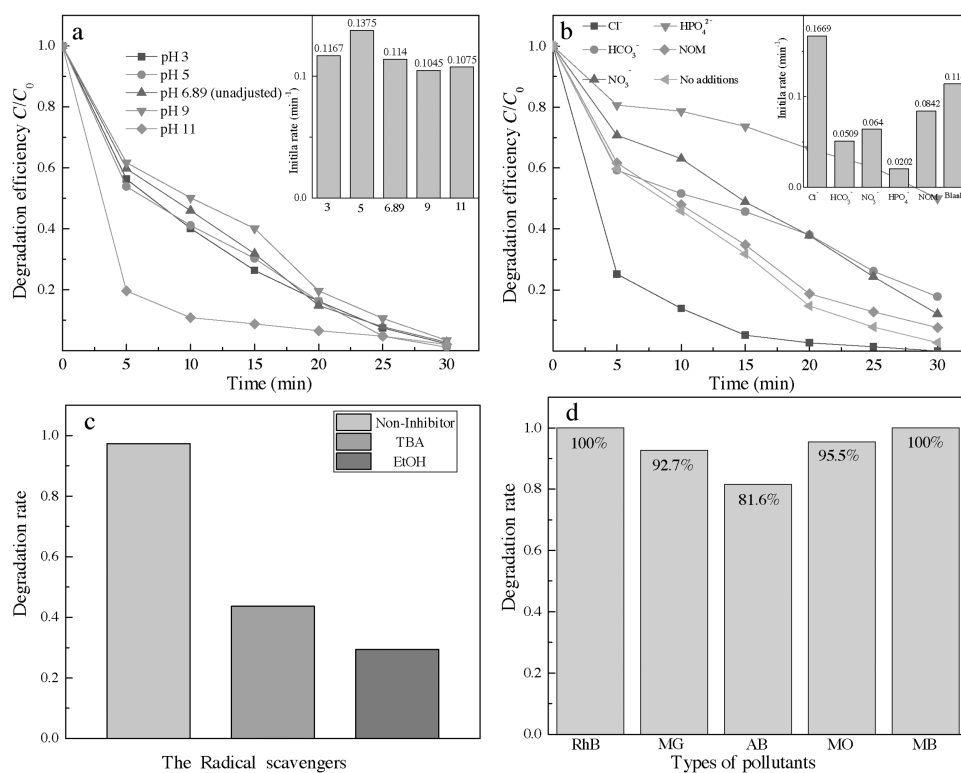 a
pH 3
pH 5
pH 6.89 (unadjusted)
pH 9
pH 11
1.0
0.8
0.6
0.4
0.2
Degradation efficiency C/C0
0 5 10 15 20 25 30
Time (min)
0.1167
0.1375
0.114
0.1045
0.1075
0.1
0.0
Initila rate (min-1)
3 5 6.89 9 11
b
Cl-
HCO3-
NO3-
HPO42-
NOM
No additions
1.0
0.8
0.6
0.4
0.2
Degradation efficiency C/C0
0 5 10 15 20 25 30
Time (min)
0.1669
0.0509
0.064
0.0202
0.0842
0.114
0.1
0.0
Initila rate (min-1)
Cl- HCO3- NO3- HPO4- NOM Blank
c
Non-Inhibitor
TBA
EtOH
1.0
0.8
0.6
0.4
0.2
0.0
Degradation rate
The Radical scavengers
d
100%
92.7%
81.6%
95.5%
100%
1.0
0.8
0.6
0.4
0.2
0.0
Degradation rate
RhB MG AB MO MB
Types of pollutants